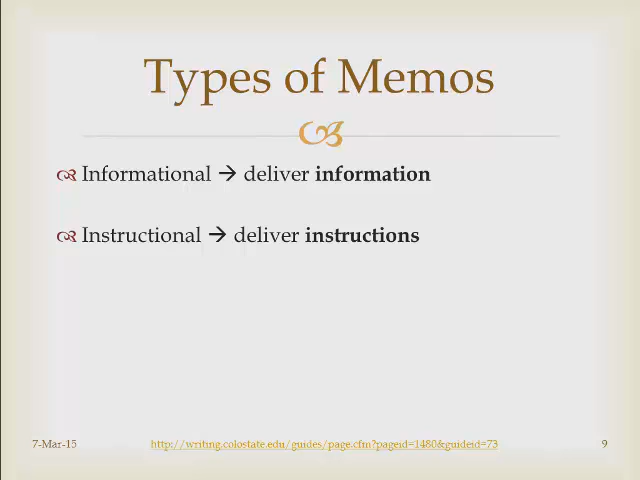 Types of Memos
Informational → deliver information
Instructional → deliver instructions
7-Mar-15
http://writing.colostate.edu/guides/page.cfm?pageid=1480&guideid=73
9